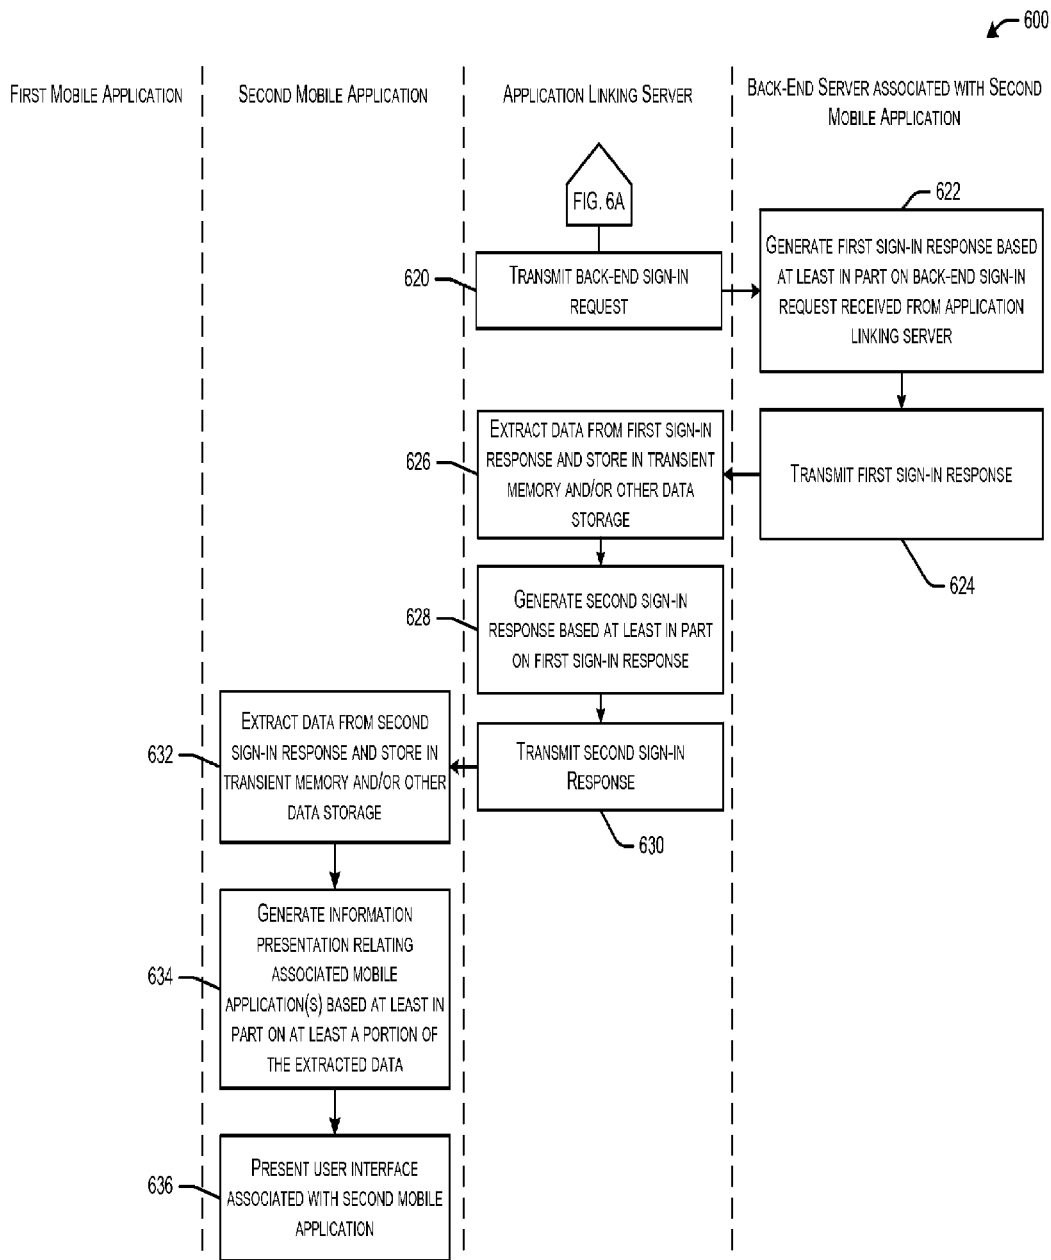 600
FIRST MOBILE APPLICATION
SECOND MOBILE APPLICATION
APPLICATION LINKING SERVER
BACK-END SERVER ASSOCIATED WITH SECOND
MOBILE APPLICATION
FIG. 6A
622
GENERATE FIRST SIGN-IN RESPONSE BASED
AT LEAST IN PART ON BACK-END SIGN-IN
REQUEST RECEIVED FROM APPLICATION
LINKING SERVER
620
TRANSMIT BACK-END SIGN-IN
REQUEST
626
EXTRACT DATA FROM FIRST SIGN-IN
RESPONSE AND STORE IN TRANSIENT
MEMORY AND/OR OTHER DATA
STORAGE
TRANSMIT FIRST SIGN-IN RESPONSE
624
628
GENERATE SECOND SIGN-IN
RESPONSE BASED AT LEAST IN PART
ON FIRST SIGN-IN RESPONSE
632
EXTRACT DATA FROM SECOND
SIGN-IN RESPONSE AND STORE IN
TRANSIENT MEMORY AND/OR OTHER
DATA STORAGE
TRANSMIT SECOND SIGN-IN
RESPONSE
630
634
GENERATE INFORMATION
PRESENTATION RELATING
ASSOCIATED MOBILE
APPLICATION(S) BASED AT LEAST IN
PART ON AT LEAST A PORTION OF
THE EXTRACTED DATA
636
PRESENT USER INTERFACE
ASSOCIATED WITH SECOND MOBILE
APPLICATION